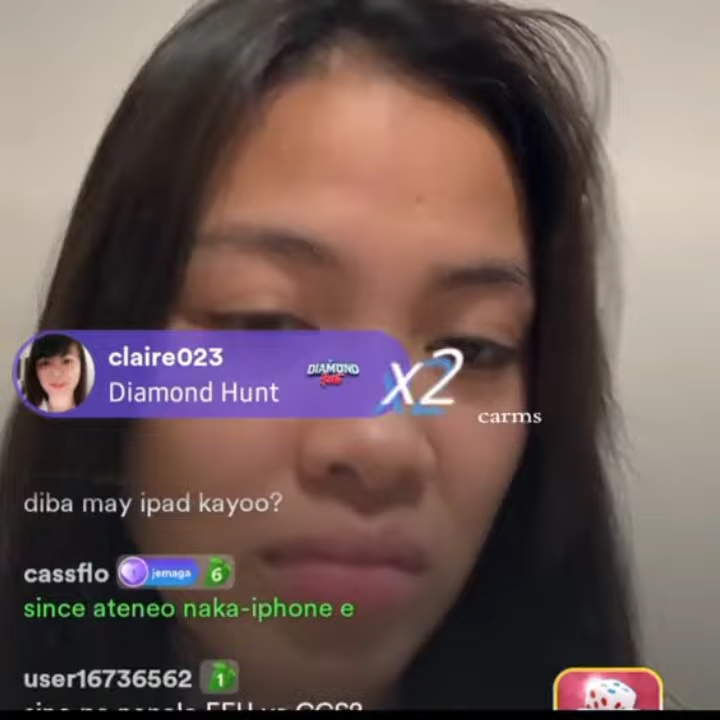 claire023
Diamond Hunt
DIAMOND
x2
carms
diba may ipad kayoo?
cassflo jemaga 6
since ateneo naka-iphone e
user16736562 1